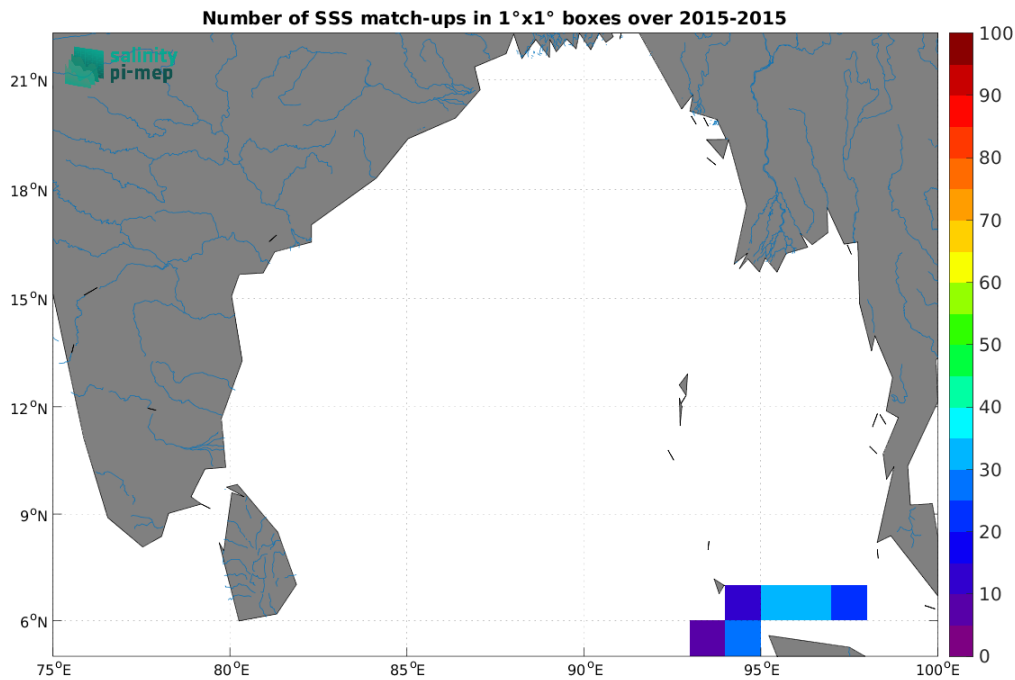 Number of SSS match-ups in 1°x1° boxes over 2015-2015
salinity
pi-mep
21°N
18°N
15°N
12°N
9°N
6°N
75°E
80°E
85°E
90°E
95°E
100°E
100
90
80
70
60
50
40
30
20
10
0